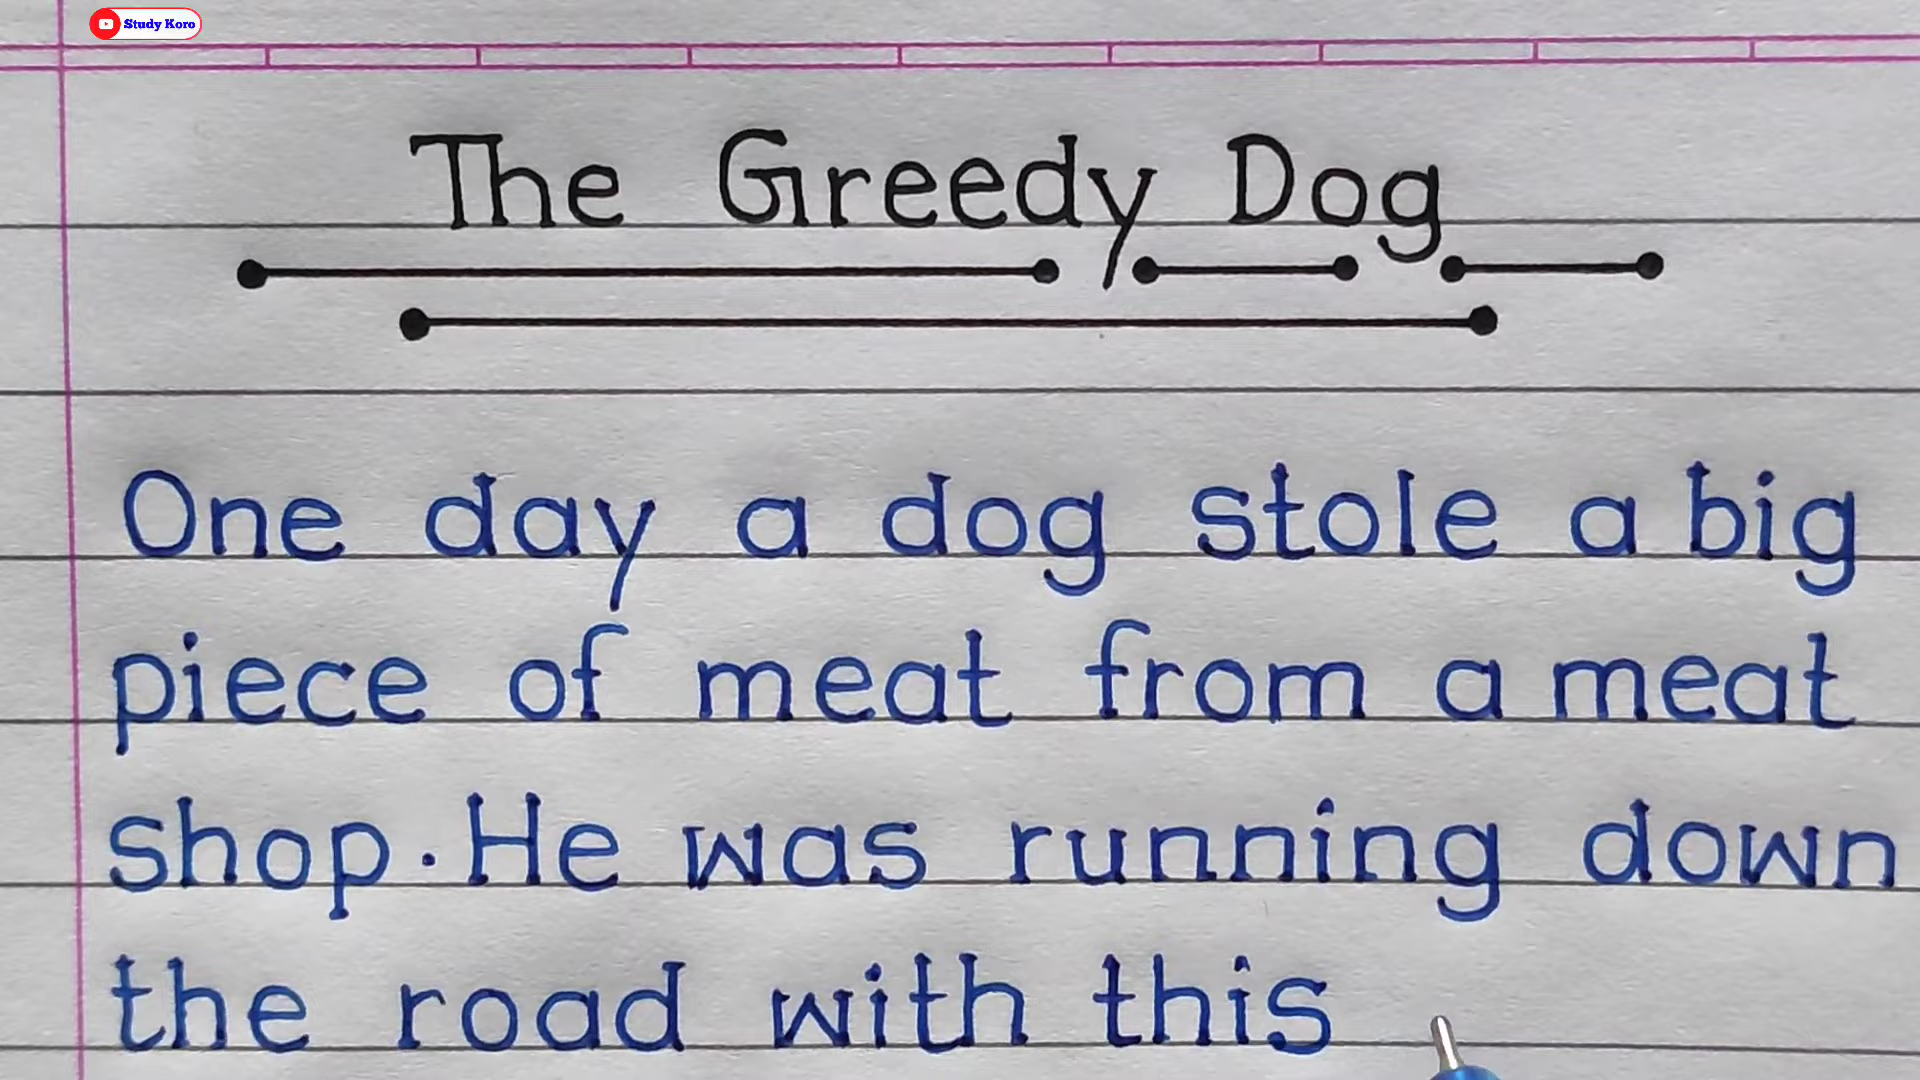 Study Koro
The Greedy Dog
One day a dog stole a big
piece of meat from a meat
shop. He was running down
the road with this